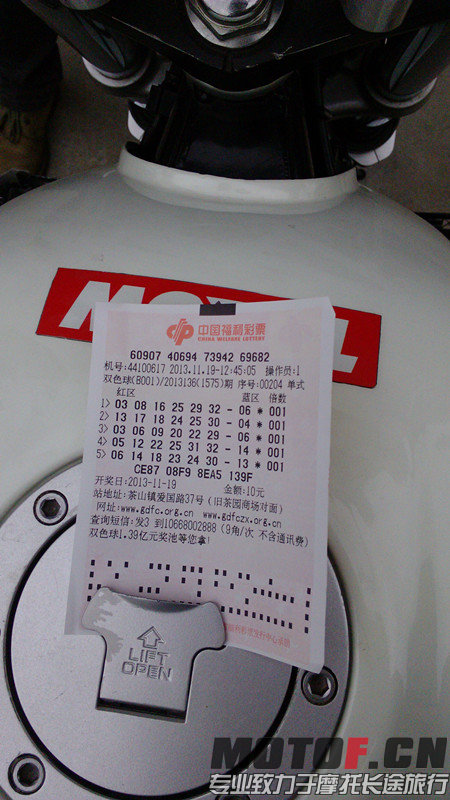 中国福利彩票
CHINA WELFARE LOTTERY
60907 40694 73942 69682
机号:44100617 2013.11.19-12:45:05 操作员:1
双色球(B001)/2013136(1575)期 序号:00204 单式
红区 蓝区 倍数
1> 03 08 16 25 29 32 - 06 * 001
2> 13 17 18 24 25 30 - 04 * 001
3> 03 06 09 20 22 29 - 06 * 001
4> 05 12 22 25 31 32 - 14 * 001
5> 06 14 18 23 24 30 - 13 * 001
CE87 08F9 8EA5 139F
开奖日:2013-11-19 金额:10元
站地址:茶山镇爱国路37号(旧茶园商场对面)
网址:www.gdfc.org.cn www.gdfczx.org.cn
查询短信:发3 到10668002888(9角/次 不含通讯费)
双色球1.39亿元奖池等您拿!
LIFT
OPEN
MOTOF.CN
专业致力于摩托长途旅行